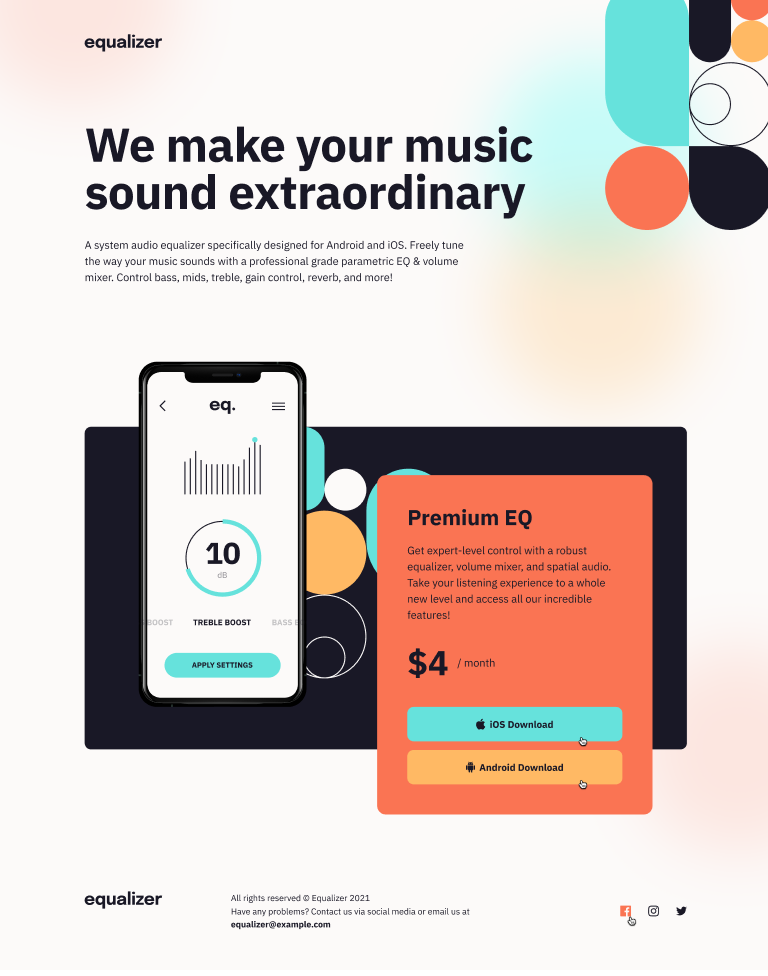 equalizer
We make your music
sound extraordinary
A system audio equalizer specifically designed for Android and iOS. Freely tune
the way your music sounds with a professional grade parametric EQ & volume
mixer. Control bass, mids, treble, gain control, reverb, and more!
eq.
10
dB
BOOST TREBLE BOOST BASS
APPLY SETTINGS
Premium EQ
Get expert-level control with a robust
equalizer, volume mixer, and spatial audio.
Take your listening experience to a whole
new level and access all our incredible
features!
$4 / month
iOS Download
Android Download
equalizer
All rights reserved © Equalizer 2021
Have any problems? Contact us via social media or email us at
equalizer@example.com